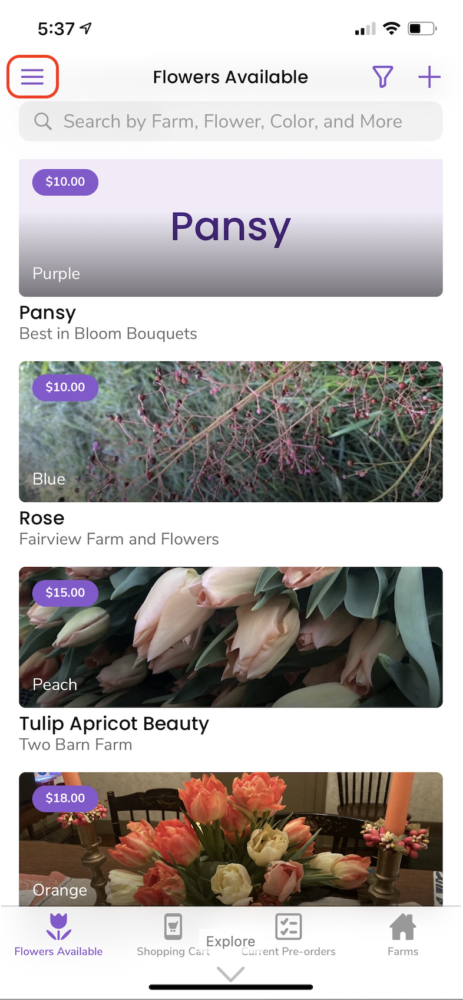 5:37
Flowers Available
Search by Farm, Flower, Color, and More
$10.00
Pansy
Purple
Pansy
Best in Bloom Bouquets
$10.00
Blue
Rose
Fairview Farm and Flowers
$15.00
Peach
Tulip Apricot Beauty
Two Barn Farm
$18.00
Orange
Explore
Flowers Available
Shopping Cart
Current Pre-orders
Farms